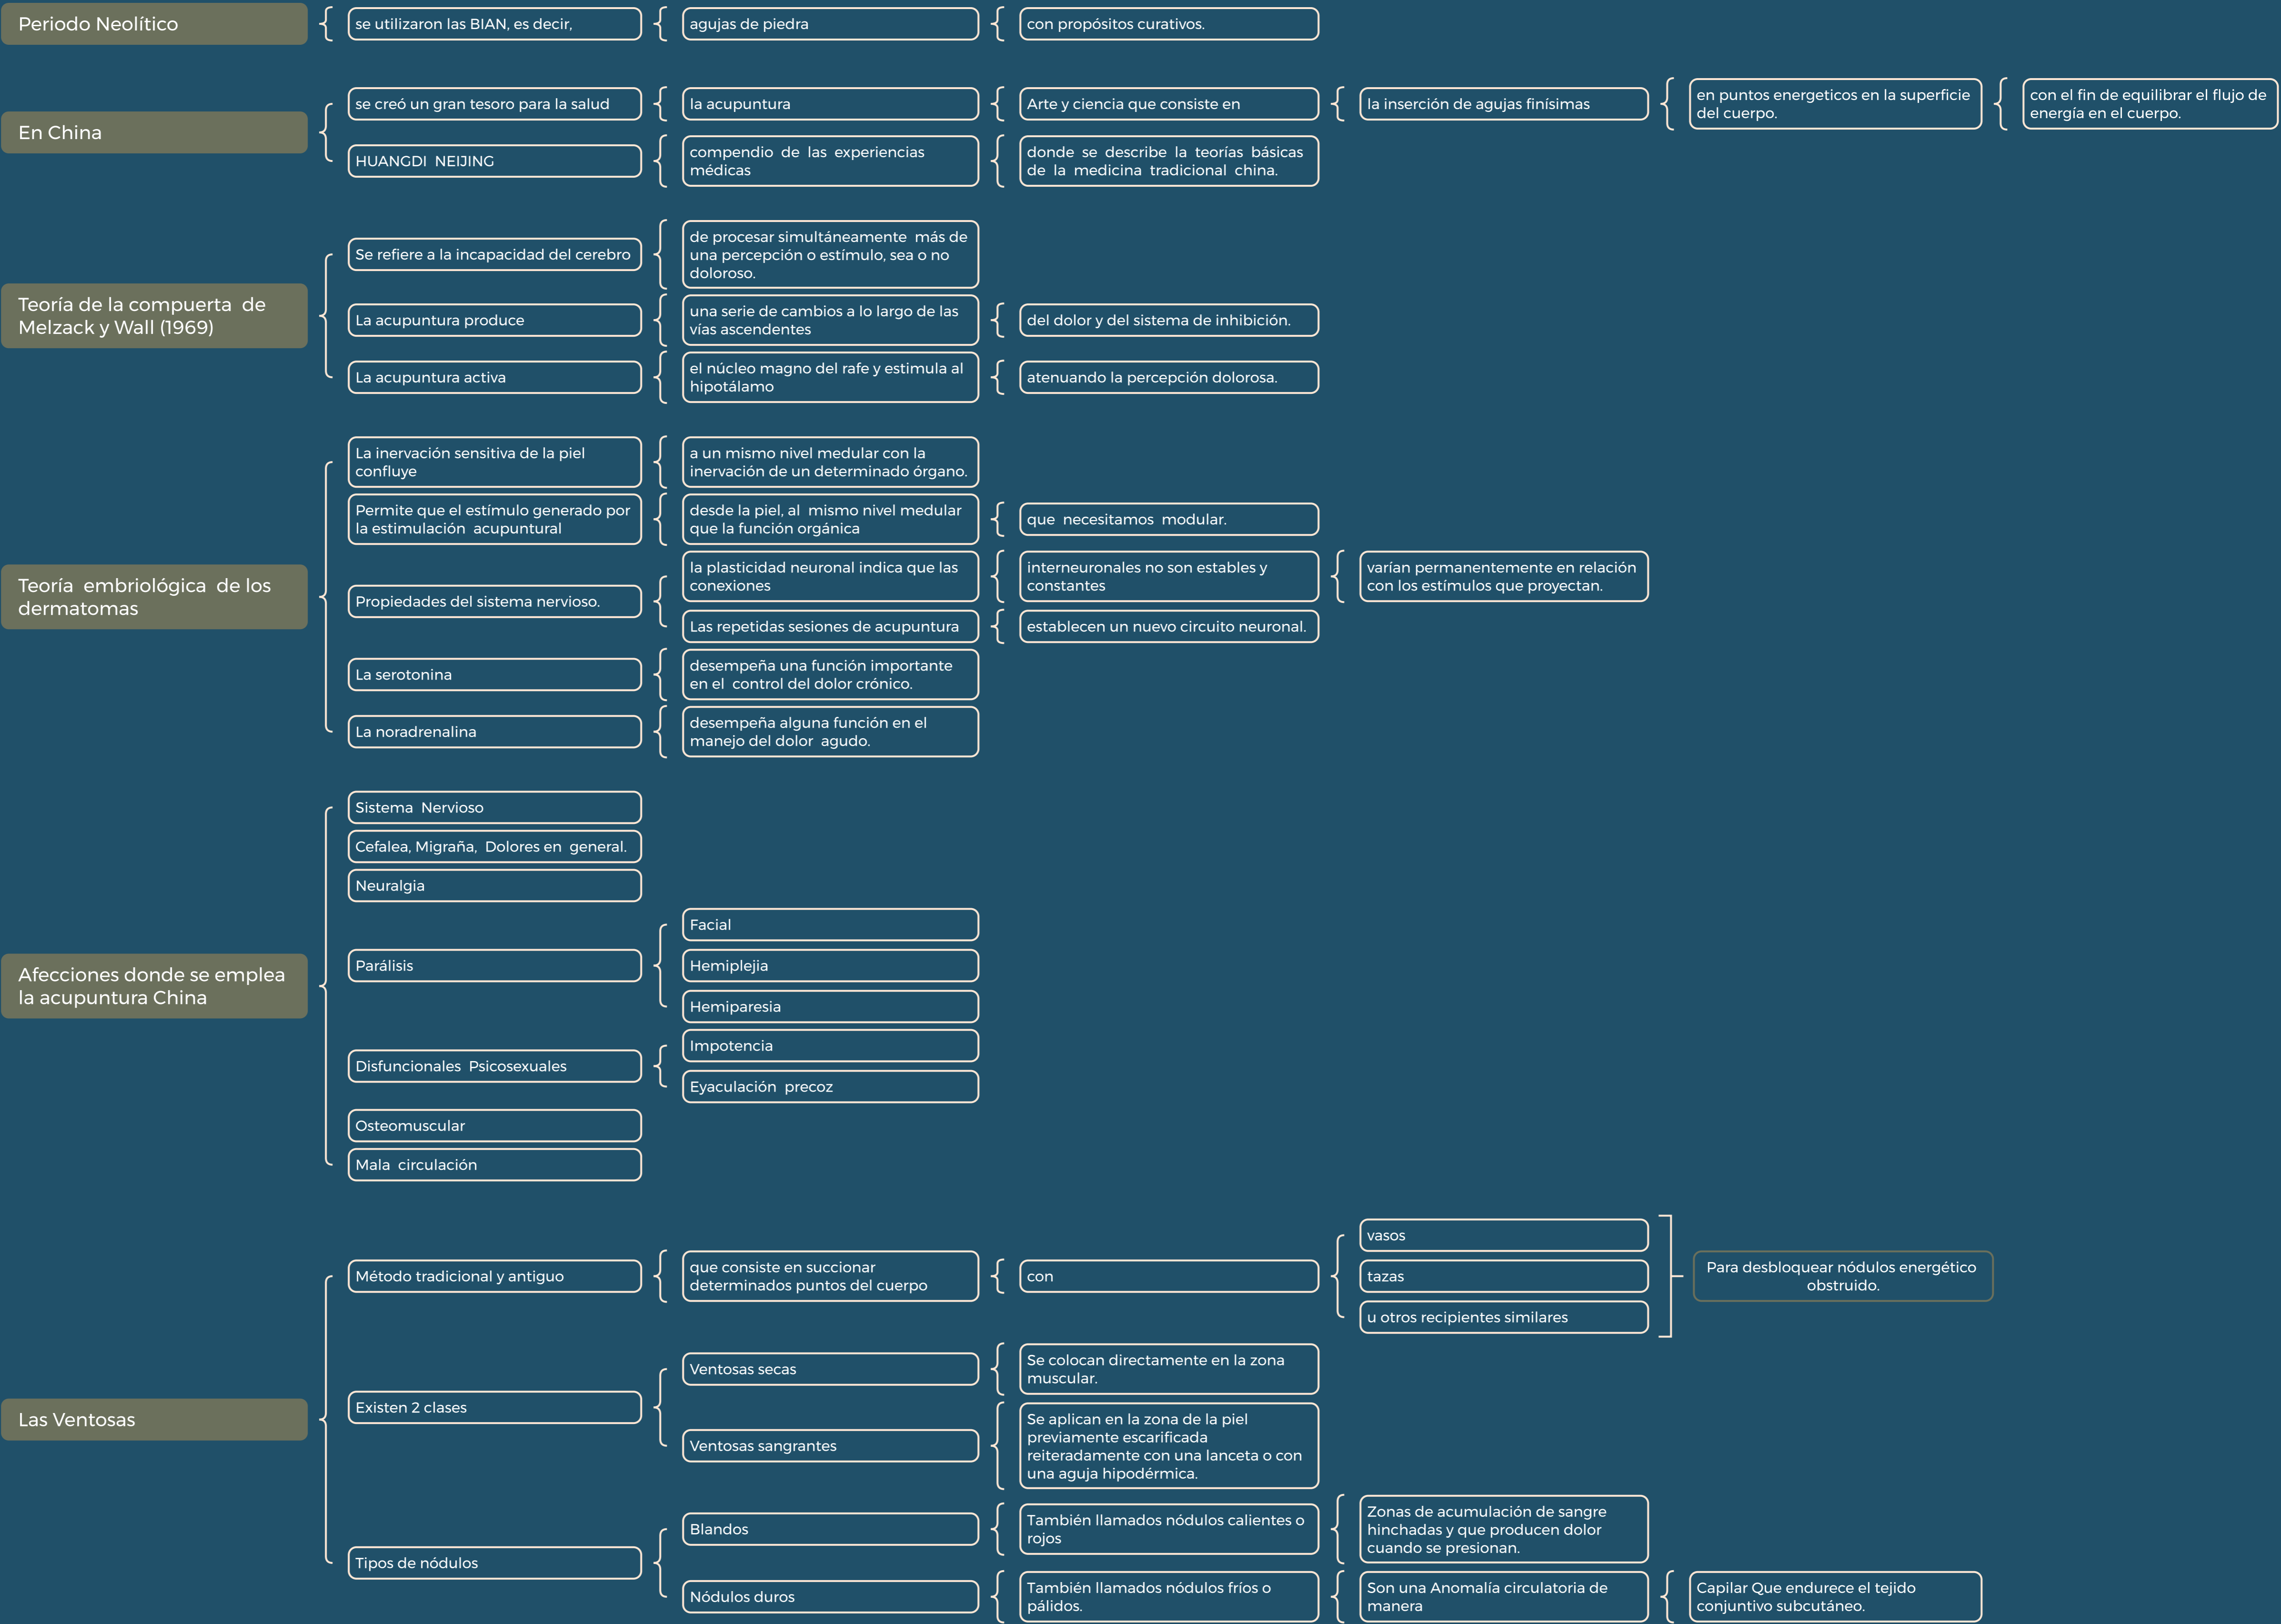 Periodo Neolítico
se utilizaron las BIAN, es decir,
agujas de piedra
con propósitos curativos.
En China
se creó un gran tesoro para la salud
la acupuntura
Arte y ciencia que consiste en
la inserción de agujas finísimas
en puntos energeticos en la superficie
del cuerpo.
con el fin de equilibrar el flujo de
energía en el cuerpo.
HUANGDI NEIJING
compendio de las experiencias
médicas
donde se describe la teorías básicas
de la medicina tradicional china.
Teoría de la compuerta de
Melzack y Wall (1969)
Se refiere a la incapacidad del cerebro
de procesar simultáneamente más de
una percepción o estímulo, sea o no
doloroso.
La acupuntura produce
una serie de cambios a lo largo de las
vías ascendentes
del dolor y del sistema de inhibición.
La acupuntura activa
el núcleo magno del rafe y estimula al
hipotálamo
atenuando la percepción dolorosa.
Teoría embriológica de los
dermatomas
La inervación sensitiva de la piel
confluye
a un mismo nivel medular con la
inervación de un determinado órgano.
Permite que el estímulo generado por
la estimulación acupuntural
desde la piel, al mismo nivel medular
que la función orgánica
que necesitamos modular.
Propiedades del sistema nervioso.
la plasticidad neuronal indica que las
conexiones
interneuronales no son estables y
constantes
varían permanentemente en relación
con los estímulos que proyectan.
Las repetidas sesiones de acupuntura
establecen un nuevo circuito neuronal.
La serotonina
desempeña una función importante
en el control del dolor crónico.
La noradrenalina
desempeña alguna función en el
manejo del dolor agudo.
Afecciones donde se emplea
la acupuntura China
Sistema Nervioso
Cefalea, Migraña, Dolores en general.
Neuralgia
Parálisis
Facial
Hemiplejia
Hemiparesia
Disfuncionales Psicosexuales
Impotencia
Eyaculación precoz
Osteomuscular
Mala circulación
Las Ventosas
Método tradicional y antiguo
que consiste en succionar
determinados puntos del cuerpo
con
vasos
tazas
u otros recipientes similares
Para desbloquear nódulos energético
obstruido.
Existen 2 clases
Ventosas secas
Se colocan directamente en la zona
muscular.
Ventosas sangrantes
Se aplican en la zona de la piel
previamente escarificada
reiteradamente con una lanceta o con
una aguja hipodérmica.
Tipos de nódulos
Blandos
También llamados nódulos calientes o
rojos
Zonas de acumulación de sangre
hinchadas y que producen dolor
cuando se presionan.
Nódulos duros
También llamados nódulos fríos o
pálidos.
Son una Anomalía circulatoria de
manera
Capilar Que endurece el tejido
conjuntivo subcutáneo.